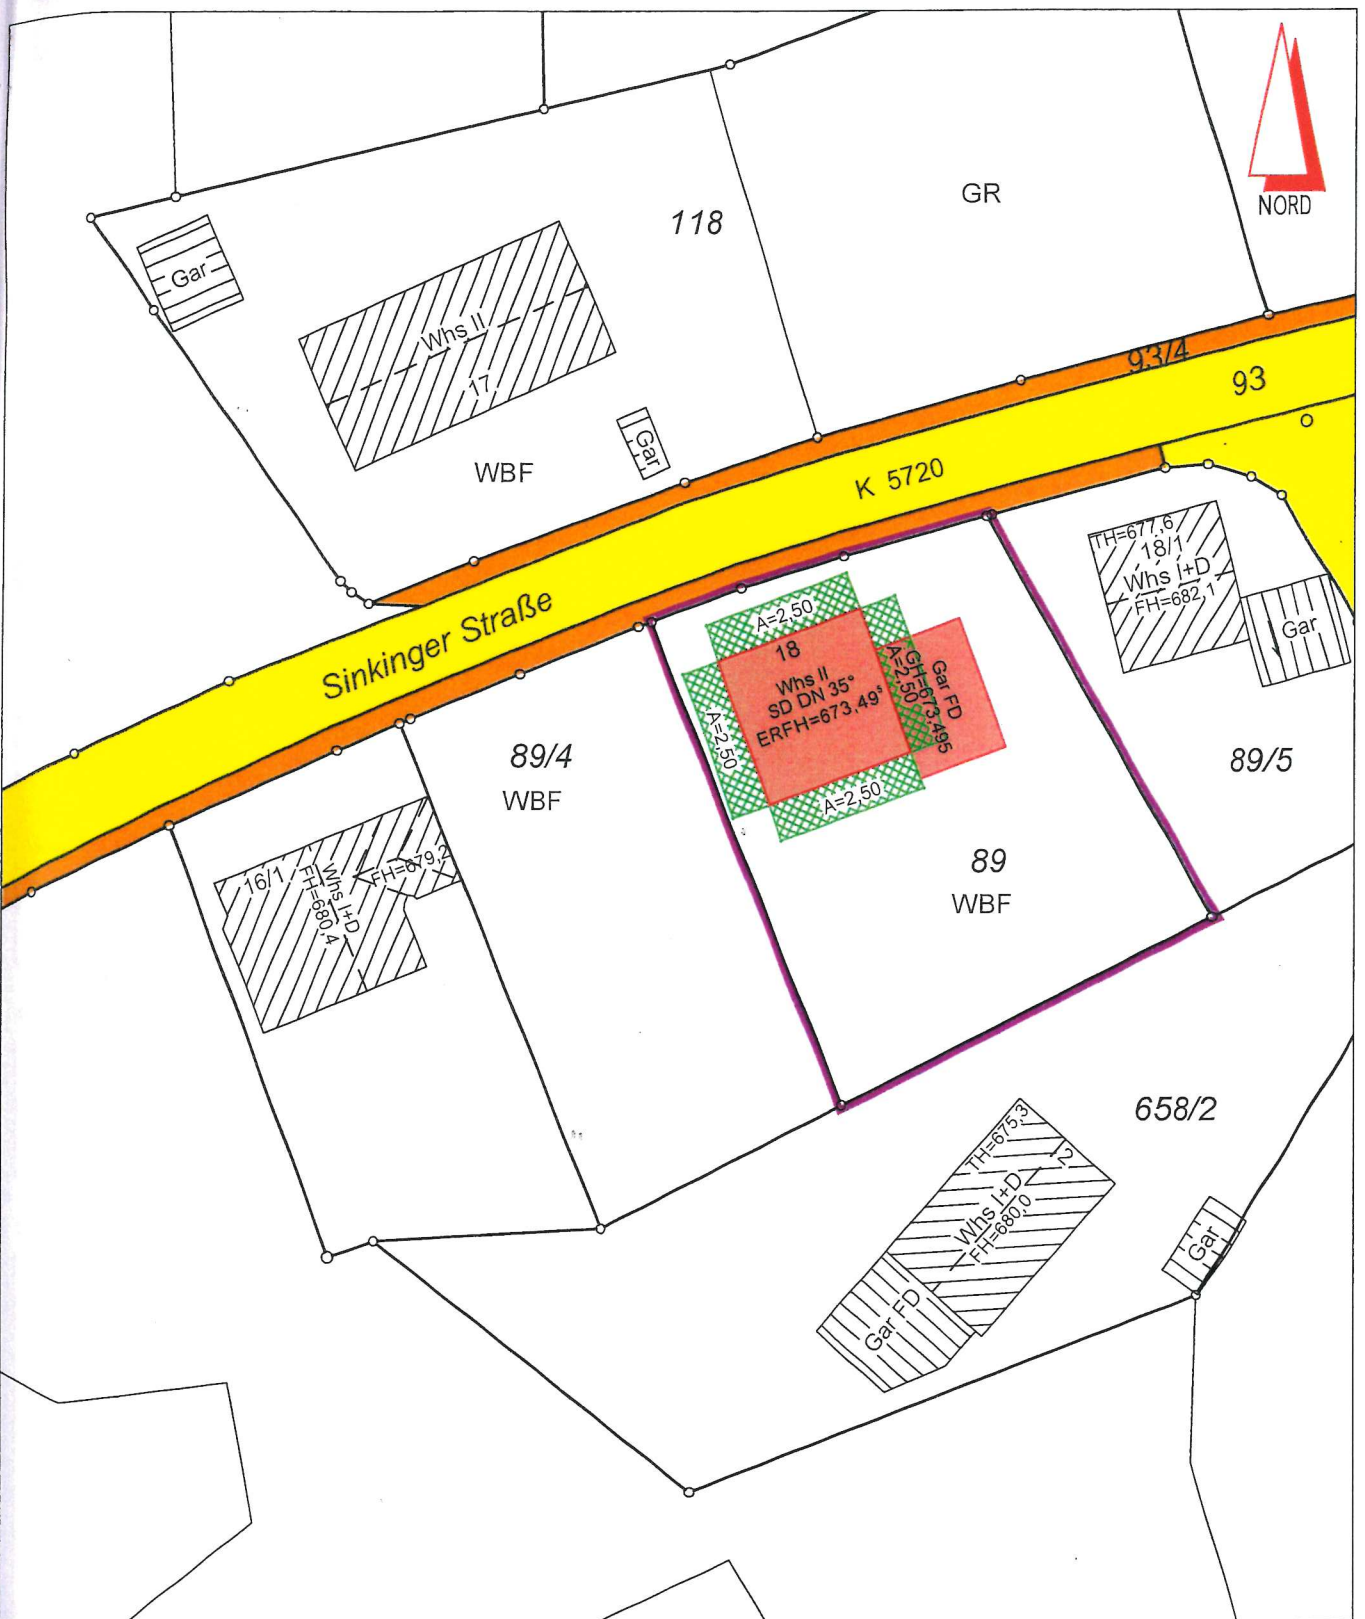 NORD
118
GR
Gar
Whs II
17
Gar
WBF
93/4
93
K 5720
Sinkinger Straße
TH=677,6
18/1
Whs I+D
FH=682,1
Gar
A=2,50
18
Whs II
SD DN 35°
ERFH=673,49⁵
A=2,50
GH=673,495
Gar FD
A=2,50
A=2,50
89/4
WBF
89/5
16/1
Whs I+D
FH=680,4
FH=679,2
89
WBF
658/2
TH=675,3
12
Whs I+D
FH=680,0
Gar FD
Gar